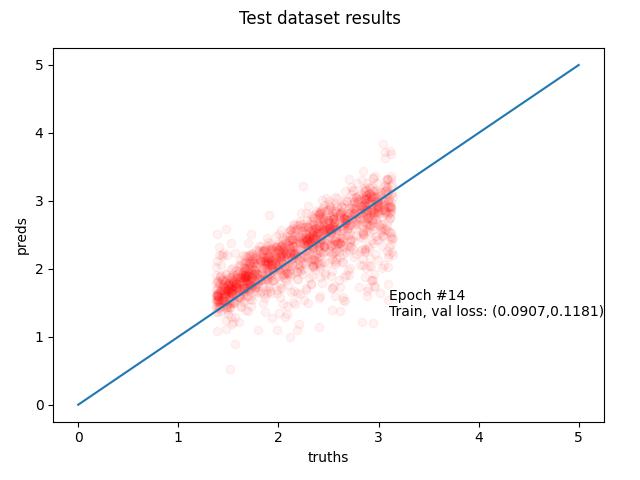 Test dataset results
5
4
3
2
1
0
preds
Epoch #14
Train, val loss: (0.0907,0.1181)
0 1 2 3 4 5
truths